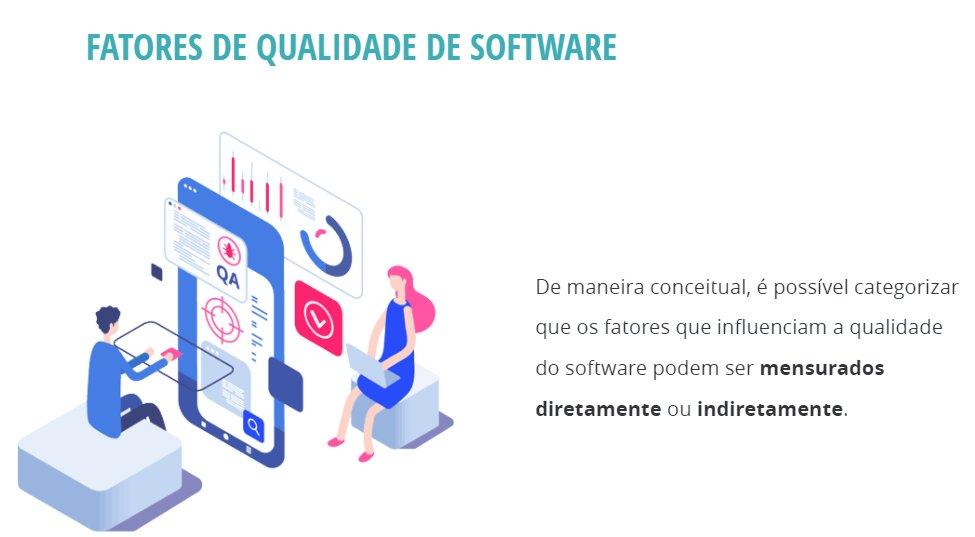 FATORES DE QUALIDADE DE SOFTWARE
QA
De maneira conceitual, é possível categorizar
que os fatores que influenciam a qualidade
do software podem ser mensurados
diretamente ou indiretamente.